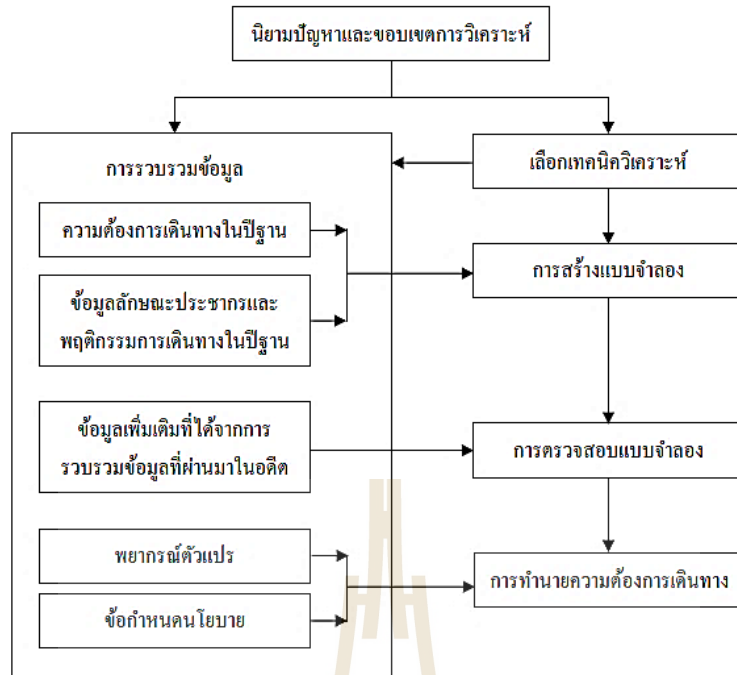 นิยามปัญหาและขอบเขตการวิเคราะห์
การรวบรวมข้อมูล
เลือกเทคนิควิเคราะห์
ความต้องการเดินทางในปีฐาน
การสร้างแบบจำลอง
ข้อมูลลักษณะประชากรและ
พฤติกรรมการเดินทางในปีฐาน
ข้อมูลเพิ่มเติมที่ได้จากการ
รวบรวมข้อมูลที่ผ่านมาในอดีต
การตรวจสอบแบบจำลอง
พยากรณ์ตัวแปร
การทำนายความต้องการเดินทาง
ข้อกำหนดนโยบาย